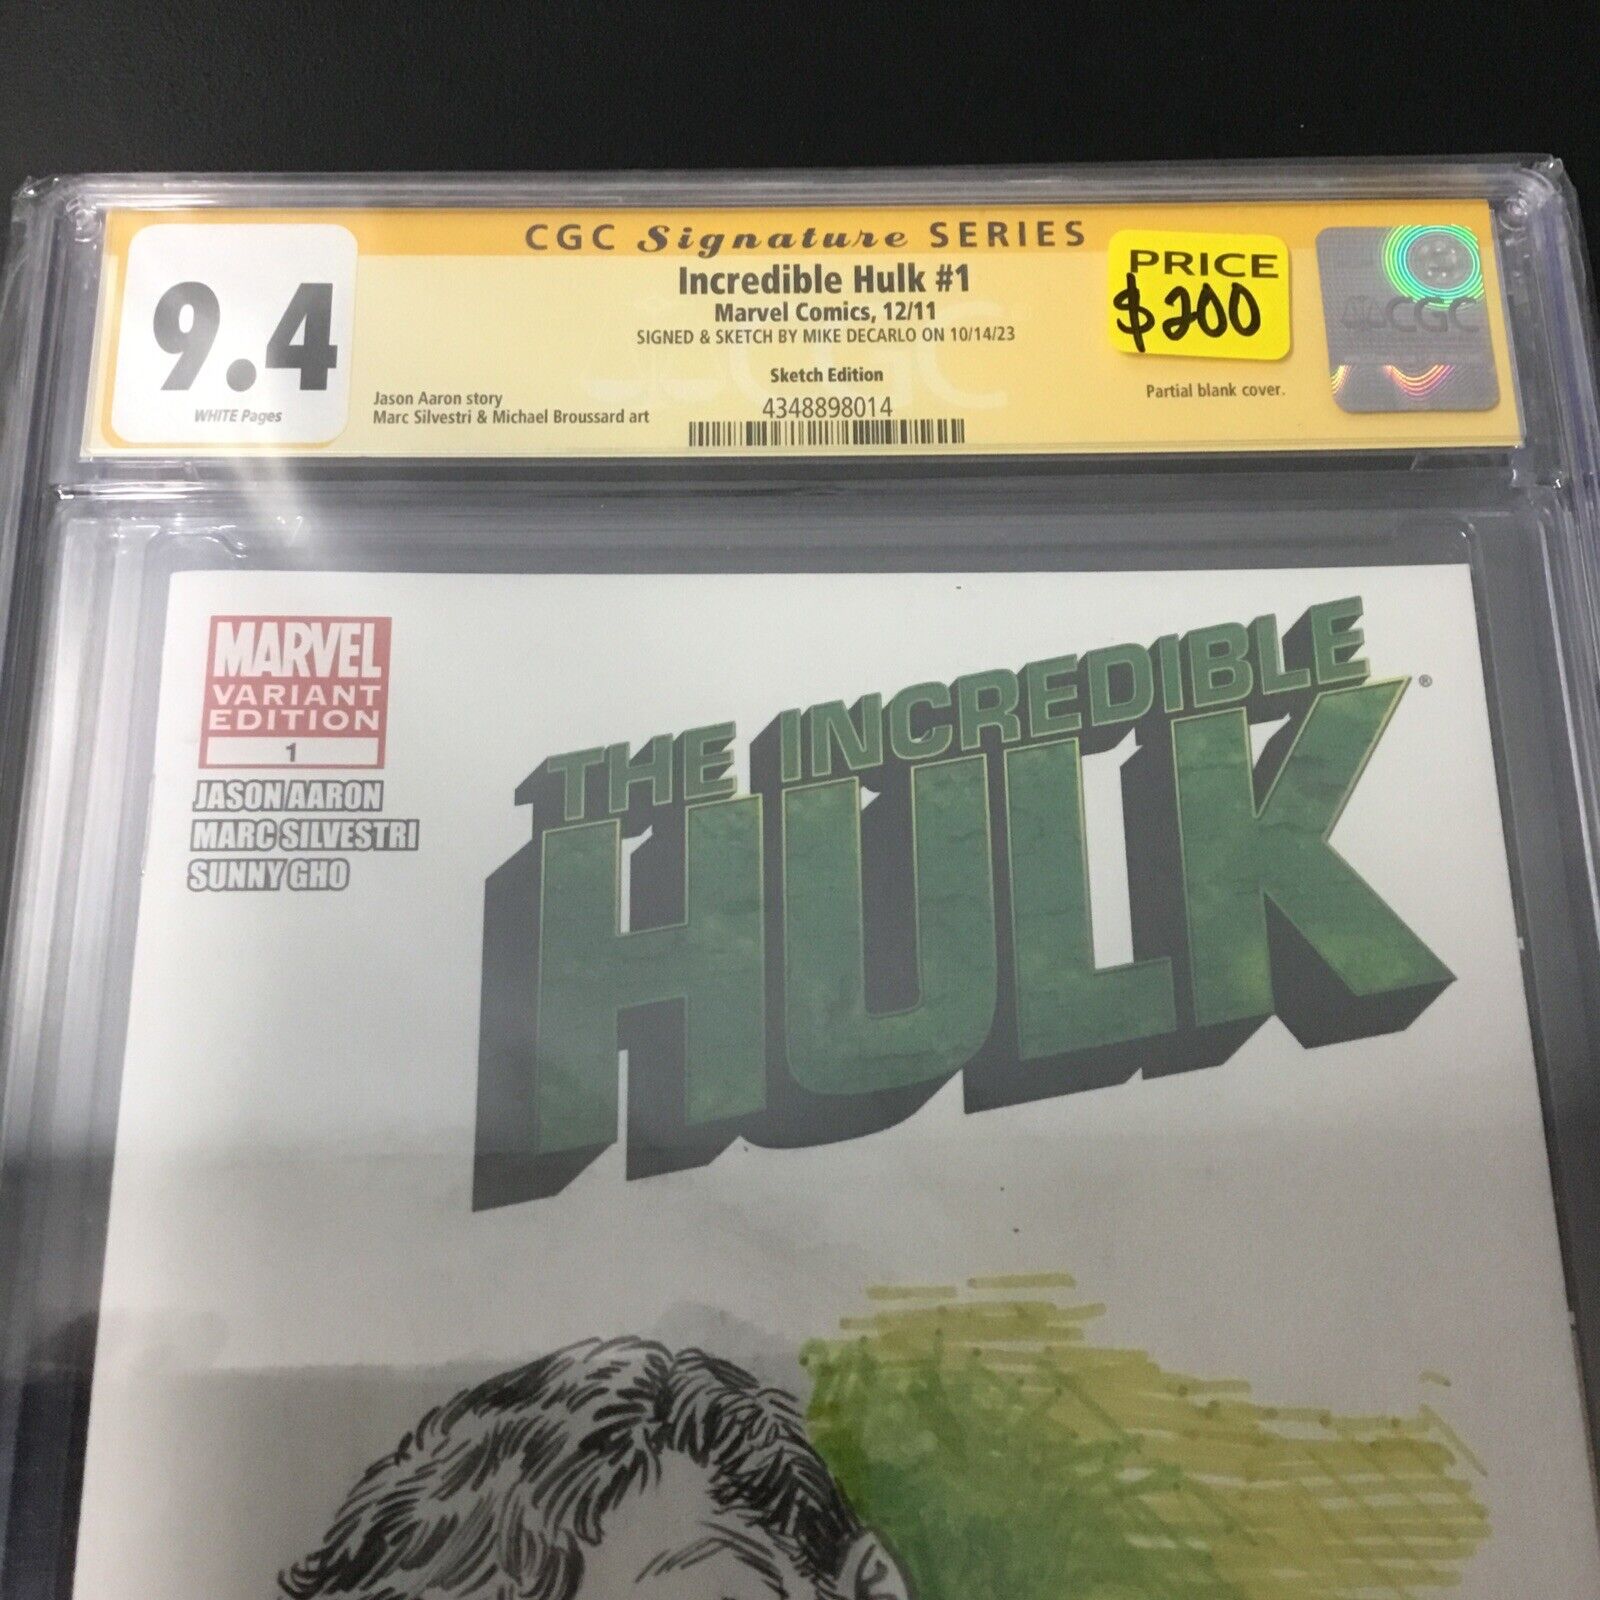 CGC Signature SERIES
Incredible Hulk #1
Marvel Comics, 12/11
SIGNED & SKETCH BY MIKE DECARLO ON 10/14/23
Sketch Edition
4348898014
9.4
WHITE Pages
Jason Aaron story
Marc Silvestri & Michael Broussard art
PRICE
$200
Partial blank cover.
CGC
MARVEL
VARIANT
EDITION
1
JASON AARON
MARC SILVESTRI
SUNNY GHO
THE INCREDIBLE
HULK®